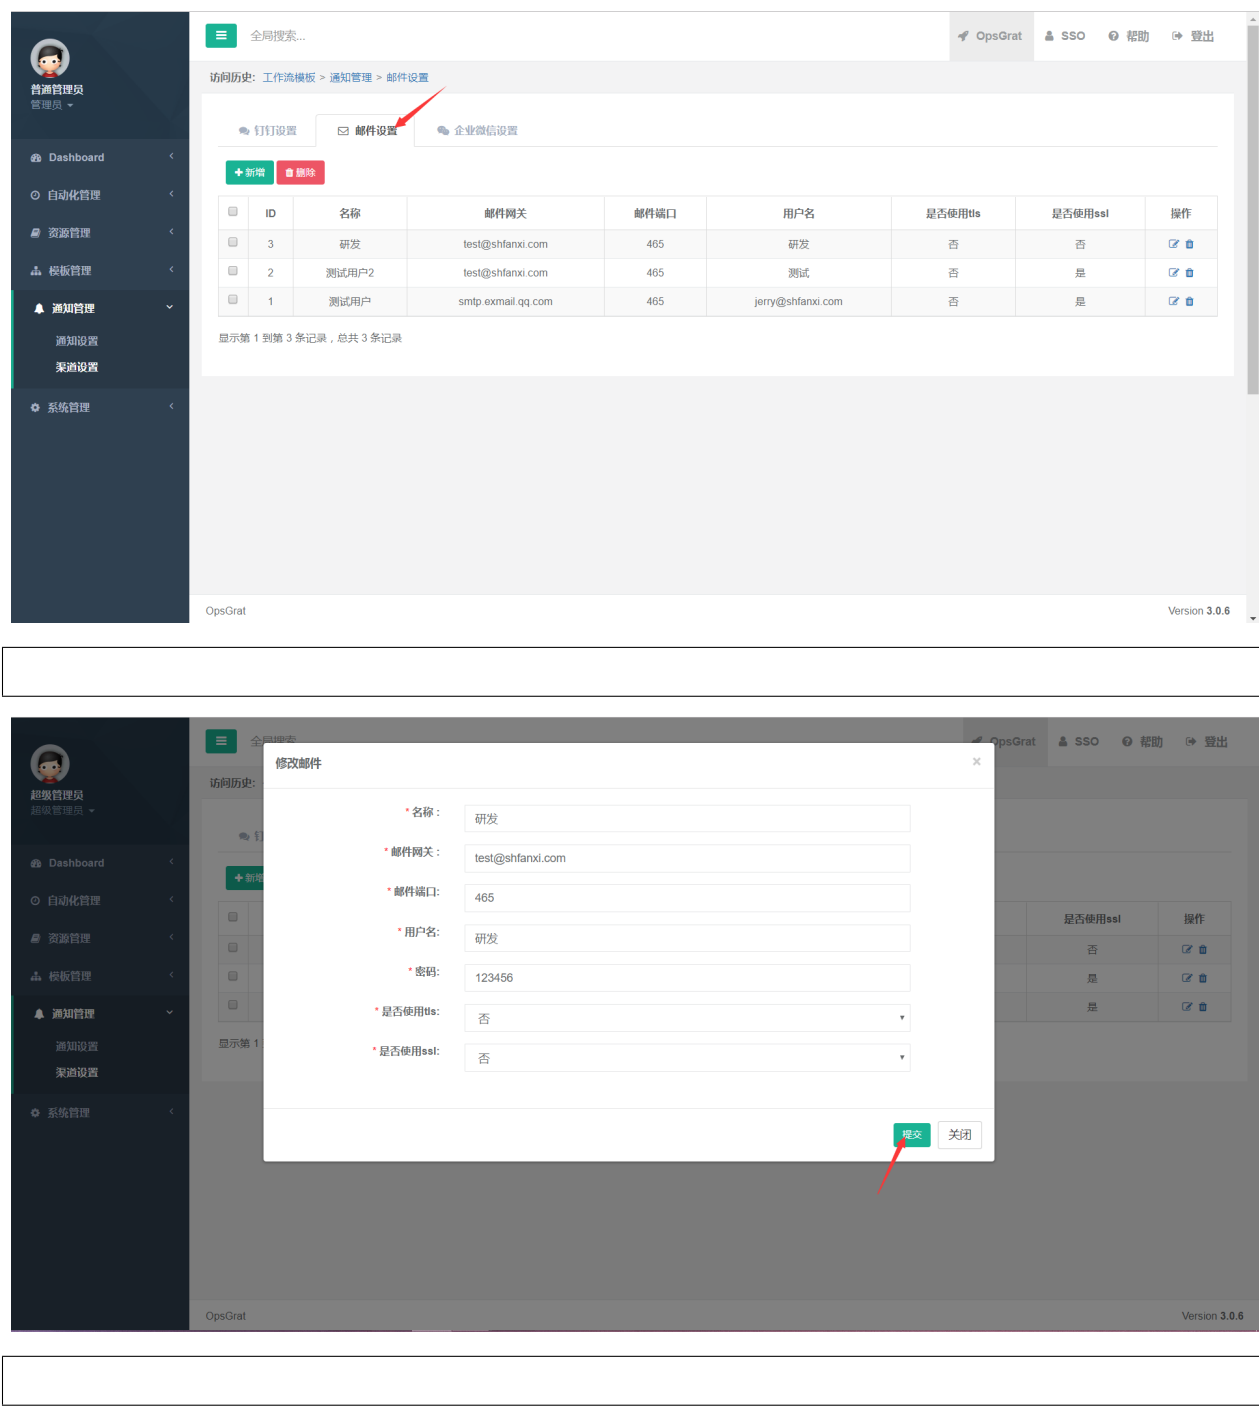 全局搜索...
OpsGrat SSO 帮助 登出
普通管理员
管理员
访问历史: 工作流模板 > 通知管理 > 邮件设置
钉钉设置 邮件设置 企业微信设置
Dashboard
自动化管理
资源管理
模板管理
通知管理
通知设置
渠道设置
系统管理
新增 删除
ID 名称 邮件网关 邮件端口 用户名 是否使用tls 是否使用ssl 操作
3 研发 test@shfanxi.com 465 研发 否 否
2 测试用户2 test@shfanxi.com 465 测试 否 是
1 测试用户 smtp.exmail.qq.com 465 jerry@shfanxi.com 否 是
显示第 1 到第 3 条记录，总共 3 条记录
OpsGrat Version 3.0.6
全局搜索
OpsGrat SSO 帮助 登出
超级管理员
超级管理员
访问历史:
钉
Dashboard
自动化管理
资源管理
模板管理
通知管理
通知设置
渠道设置
系统管理
新增
修改邮件 ×
* 名称 : 研发
* 邮件网关 : test@shfanxi.com
* 邮件端口: 465
* 用户名: 研发
* 密码: 123456
* 是否使用tls: 否
* 是否使用ssl: 否
提交 关闭
是否使用ssl 操作
否
是
是
显示第 1
OpsGrat Version 3.0.6